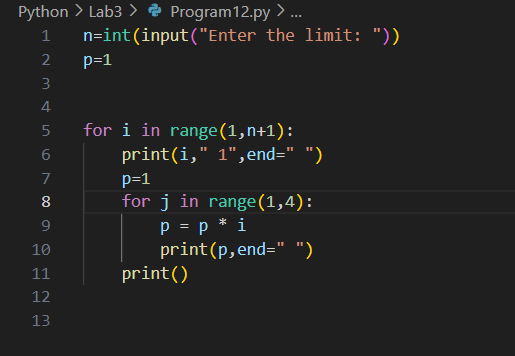 Python > Lab3 > Program12.py > ...
1 n=int(input("Enter the limit: "))
2 p=1
3
4
5 for i in range(1,n+1):
6     print(i," 1",end=" ")
7     p=1
8     for j in range(1,4):
9         p = p * i
10         print(p,end=" ")
11     print()
12
13